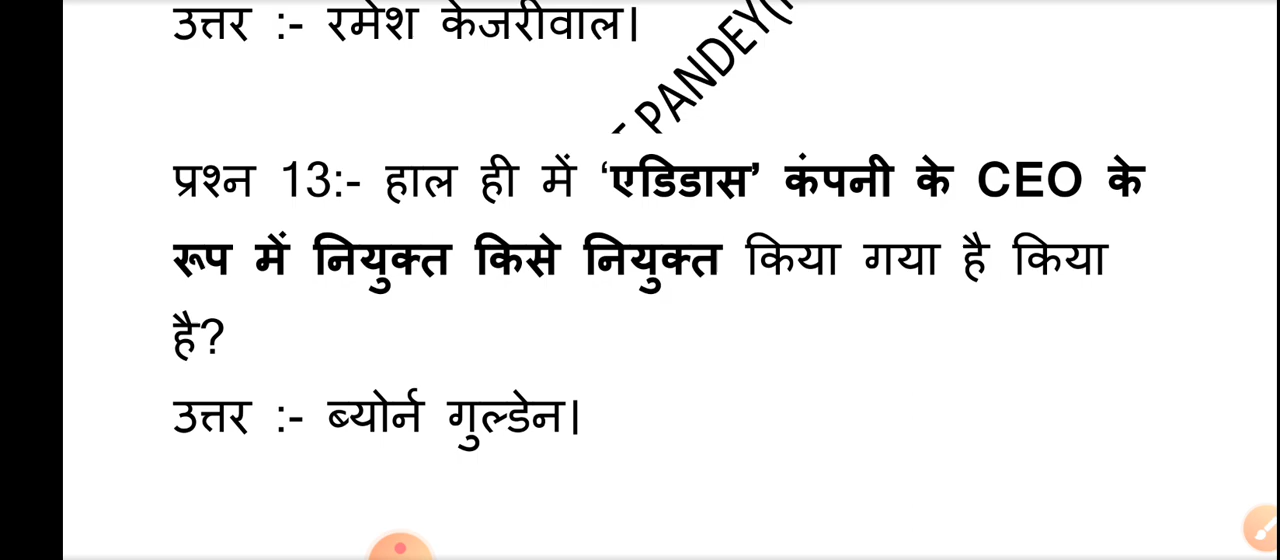 उत्तर :- रमेश केजरीवाल।
PANDEY(
प्रश्न 13:- हाल ही में ‘एडिडास’ कंपनी के CEO के
रूप में नियुक्त किसे नियुक्त किया गया है किया
है?
उत्तर :- ब्योर्न गुल्डेन।